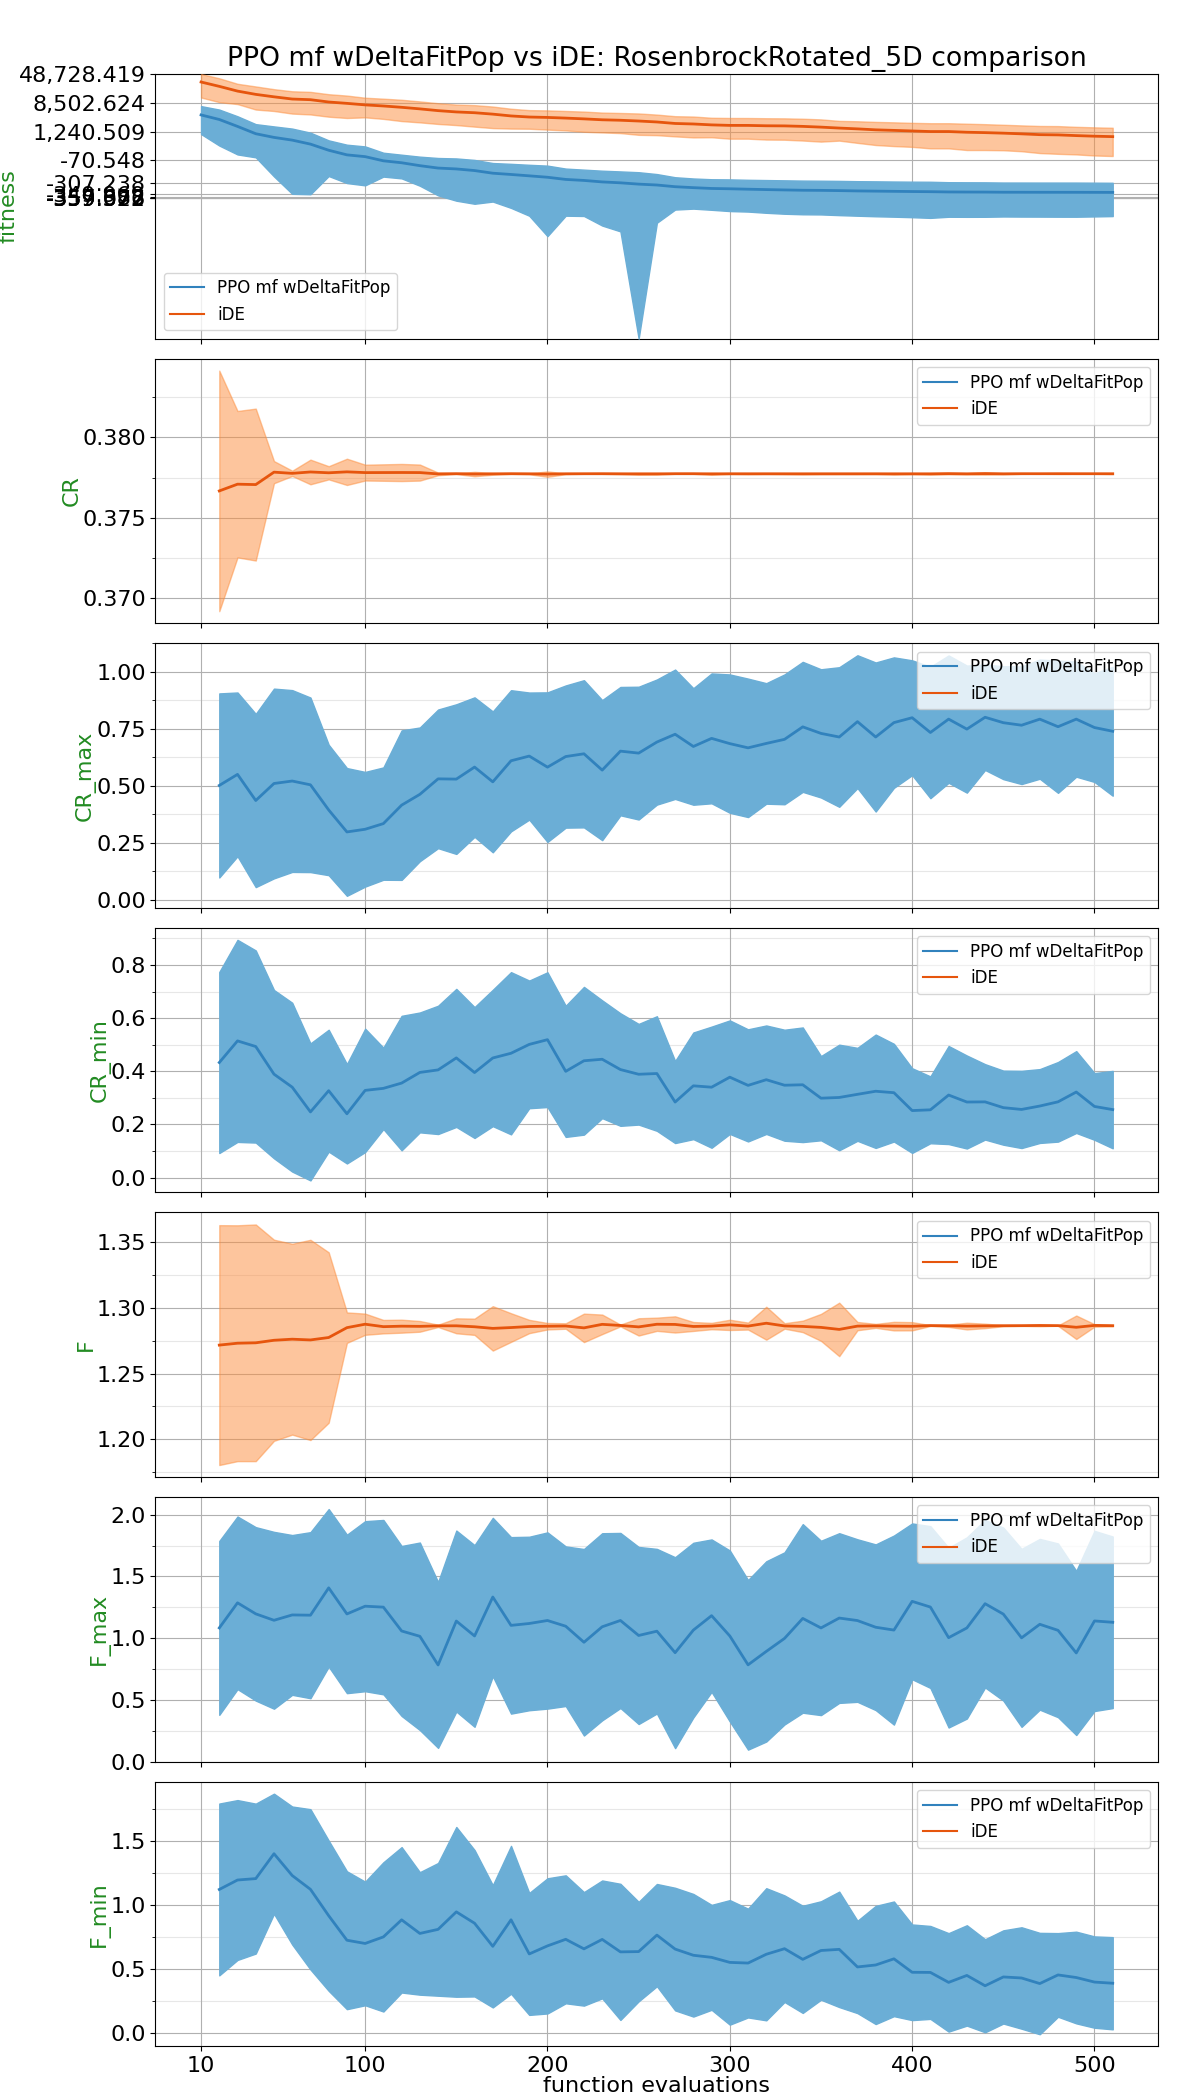 PPO mf wDeltaFitPop vs iDE: RosenbrockRotated_5D comparison
48,728.419
8,502.624
1,240.509
-70.548
-307.238
fitness
PPO mf wDeltaFitPop
iDE
PPO mf wDeltaFitPop
iDE
0.380
0.375
0.370
CR
PPO mf wDeltaFitPop
iDE
1.00
0.75
0.50
0.25
0.00
CR_max
PPO mf wDeltaFitPop
iDE
0.8
0.6
0.4
0.2
0.0
CR_min
PPO mf wDeltaFitPop
iDE
1.35
1.30
1.25
1.20
F
PPO mf wDeltaFitPop
iDE
2.0
1.5
1.0
0.5
0.0
F_max
PPO mf wDeltaFitPop
iDE
1.5
1.0
0.5
0.0
F_min
10 100 200 300 400 500
function evaluations